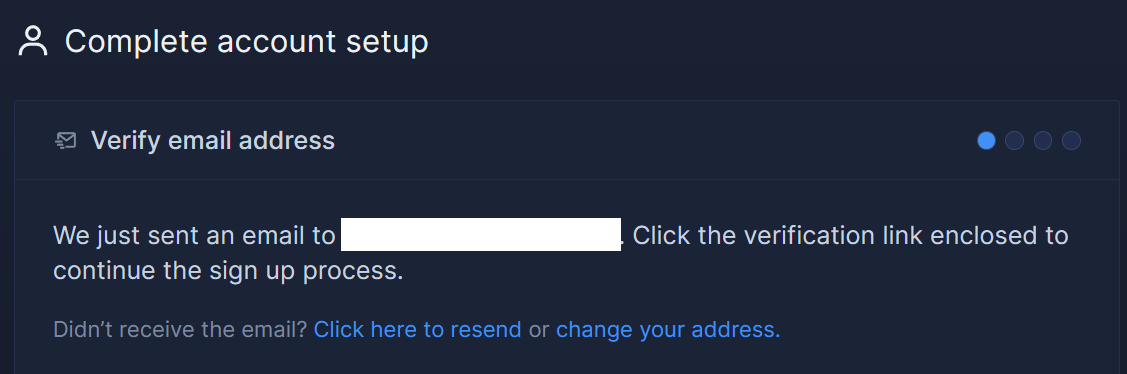 Complete account setup
Verify email address
We just sent an email to . Click the verification link enclosed to
continue the sign up process.
Didn’t receive the email? Click here to resend or change your address.